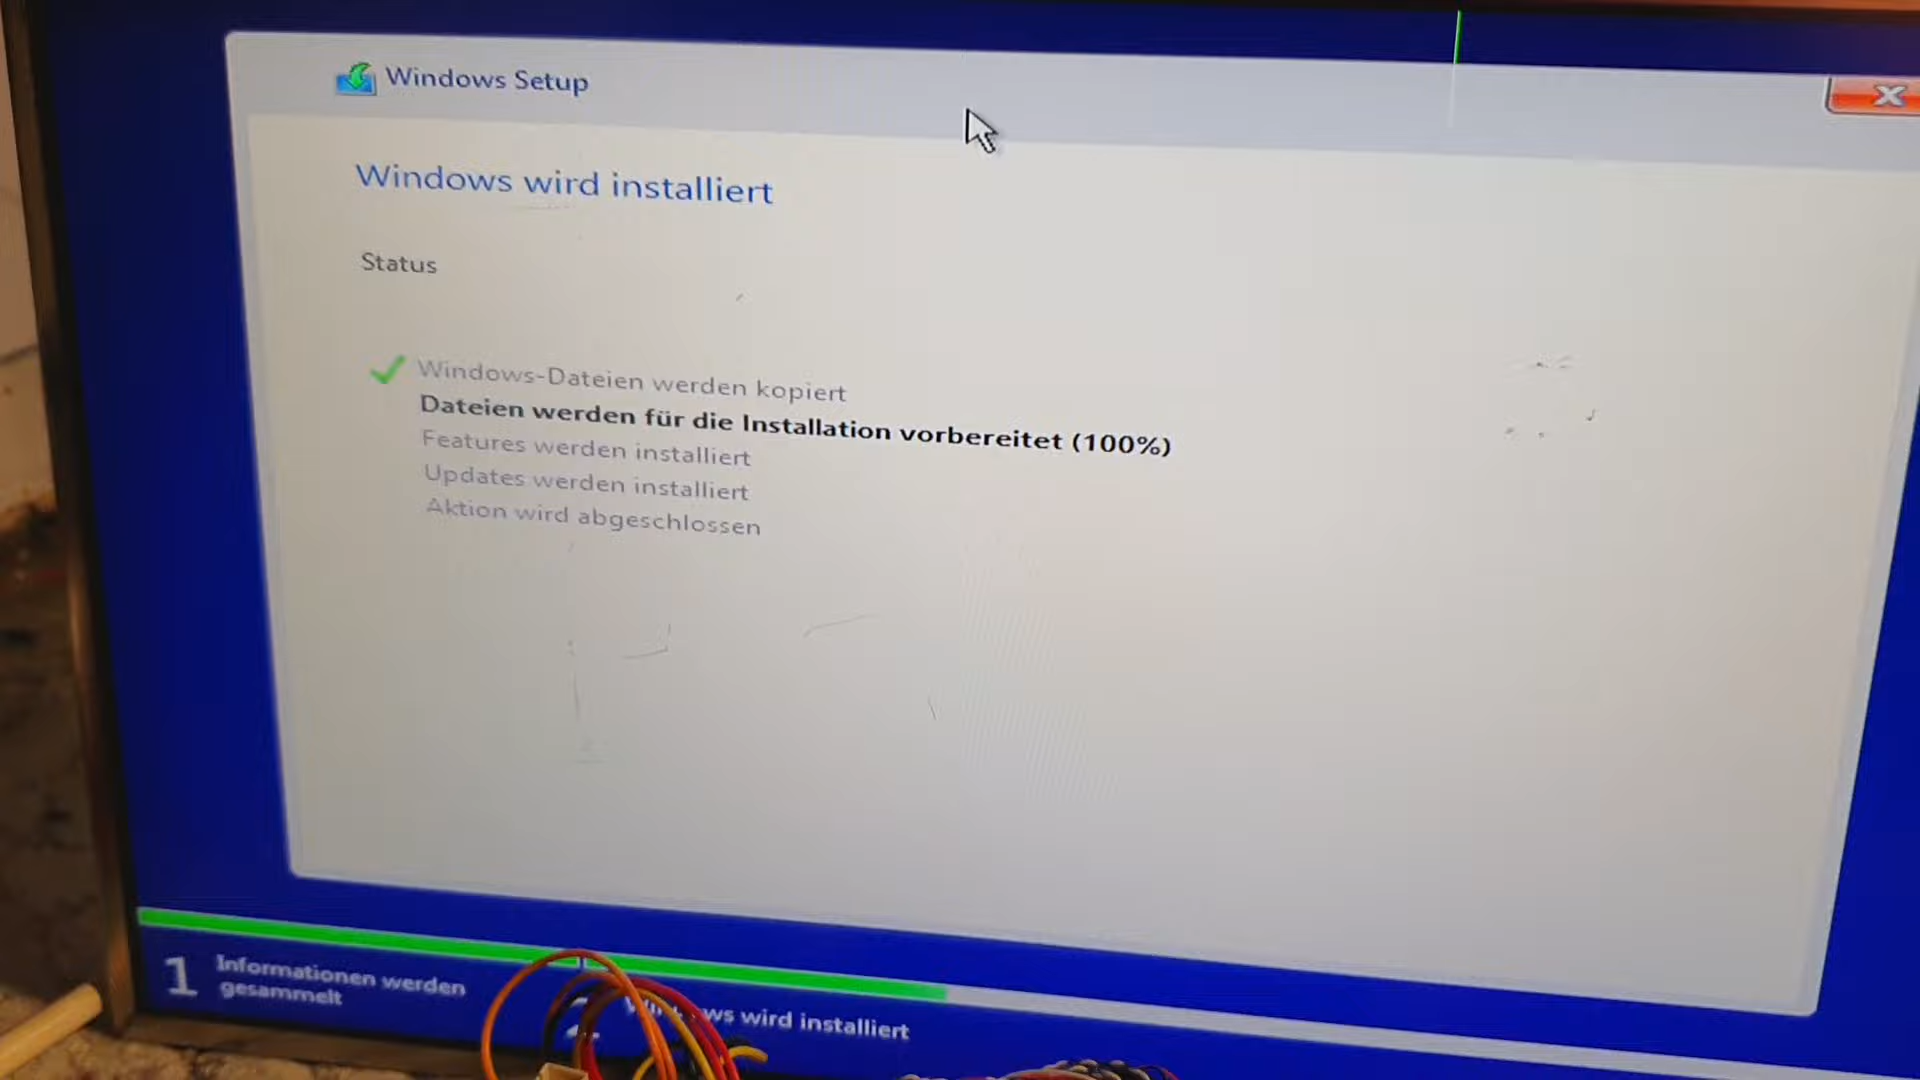 Windows Setup
Windows wird installiert
Status
Windows-Dateien werden kopiert
Dateien werden für die Installation vorbereitet (100%)
Features werden installiert
Updates werden installiert
Aktion wird abgeschlossen
1 Informationen werden
gesammelt
wird installiert